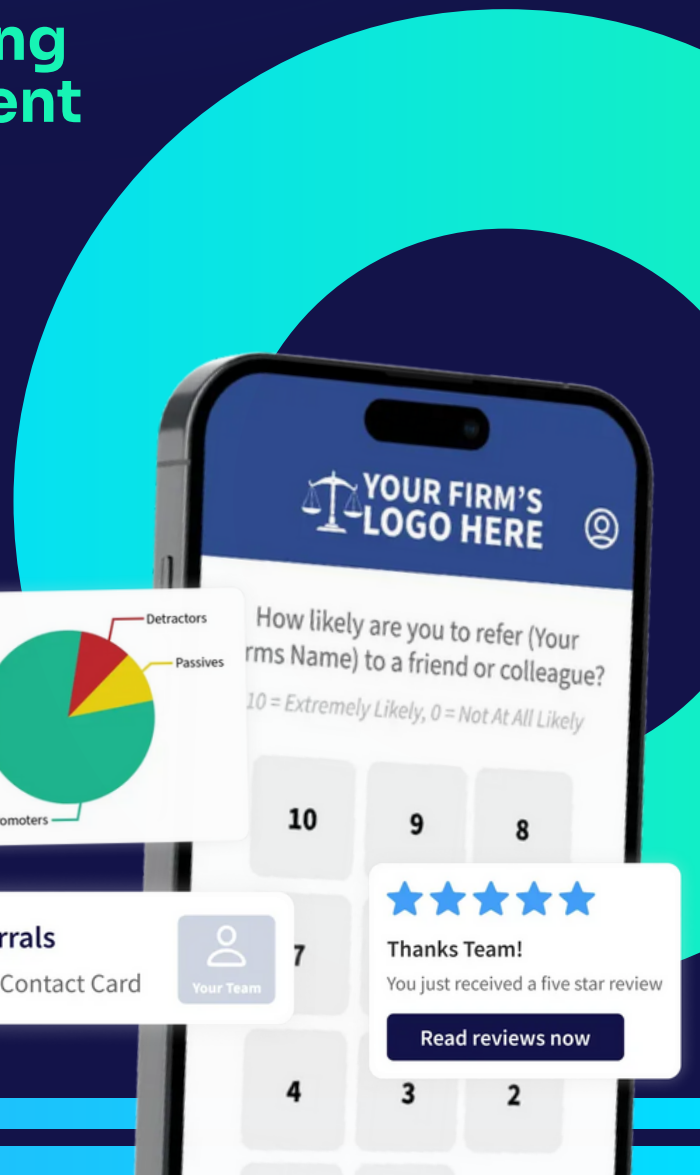 ng
ent
YOUR FIRM'S
LOGO HERE
How likely are you to refer (Your
rms Name) to a friend or colleague?
10 = Extremely Likely, 0 = Not At All Likely
Detractors
Passives
omoters
10
9
8
7
rrals
Contact Card
Your Team
Thanks Team!
You just received a five star review
Read reviews now
4
3
2